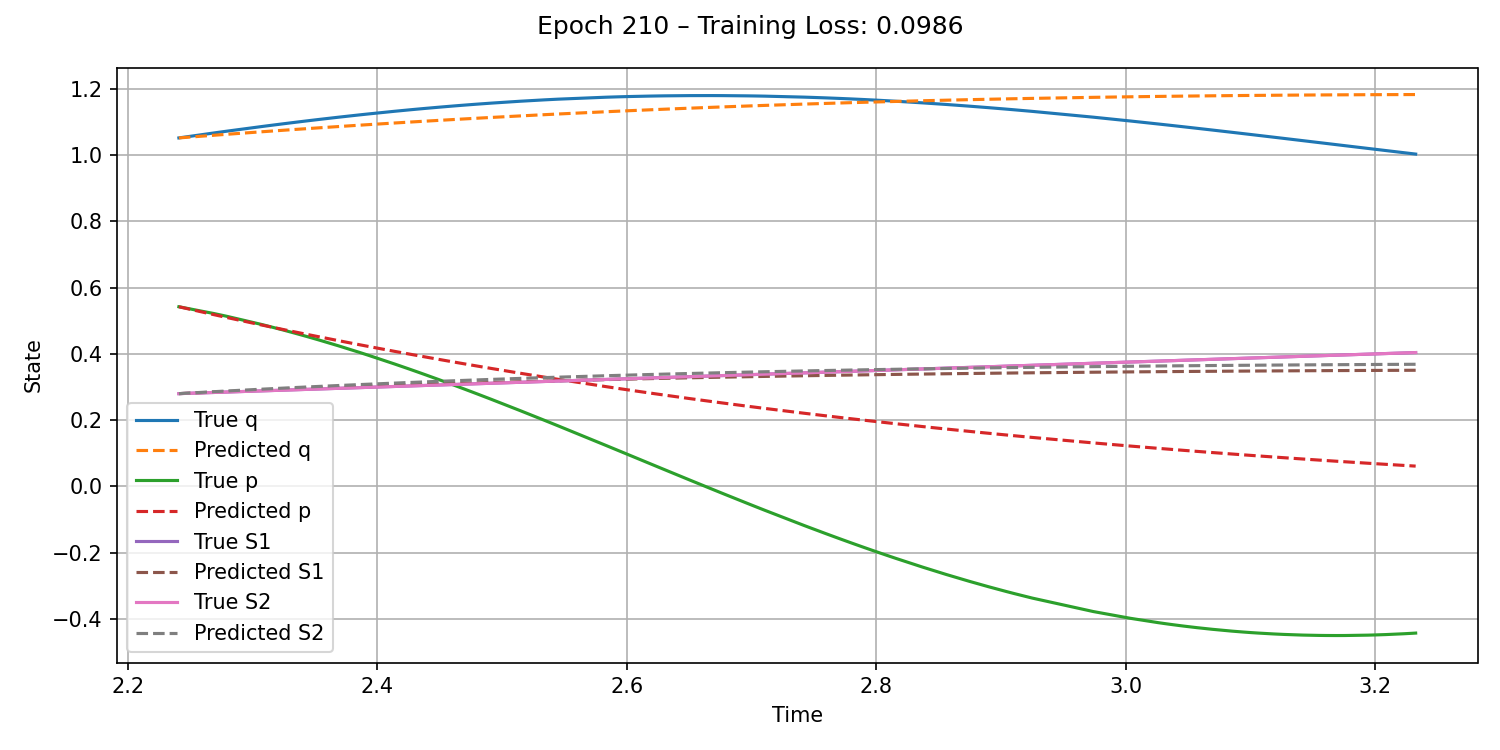 Epoch 210 – Training Loss: 0.0986
1.2
1.0
0.8
0.6
0.4
0.2
0.0
−0.2
−0.4
State
True q
Predicted q
True p
Predicted p
True S1
Predicted S1
True S2
Predicted S2
2.2 2.4 2.6 2.8 3.0 3.2
Time